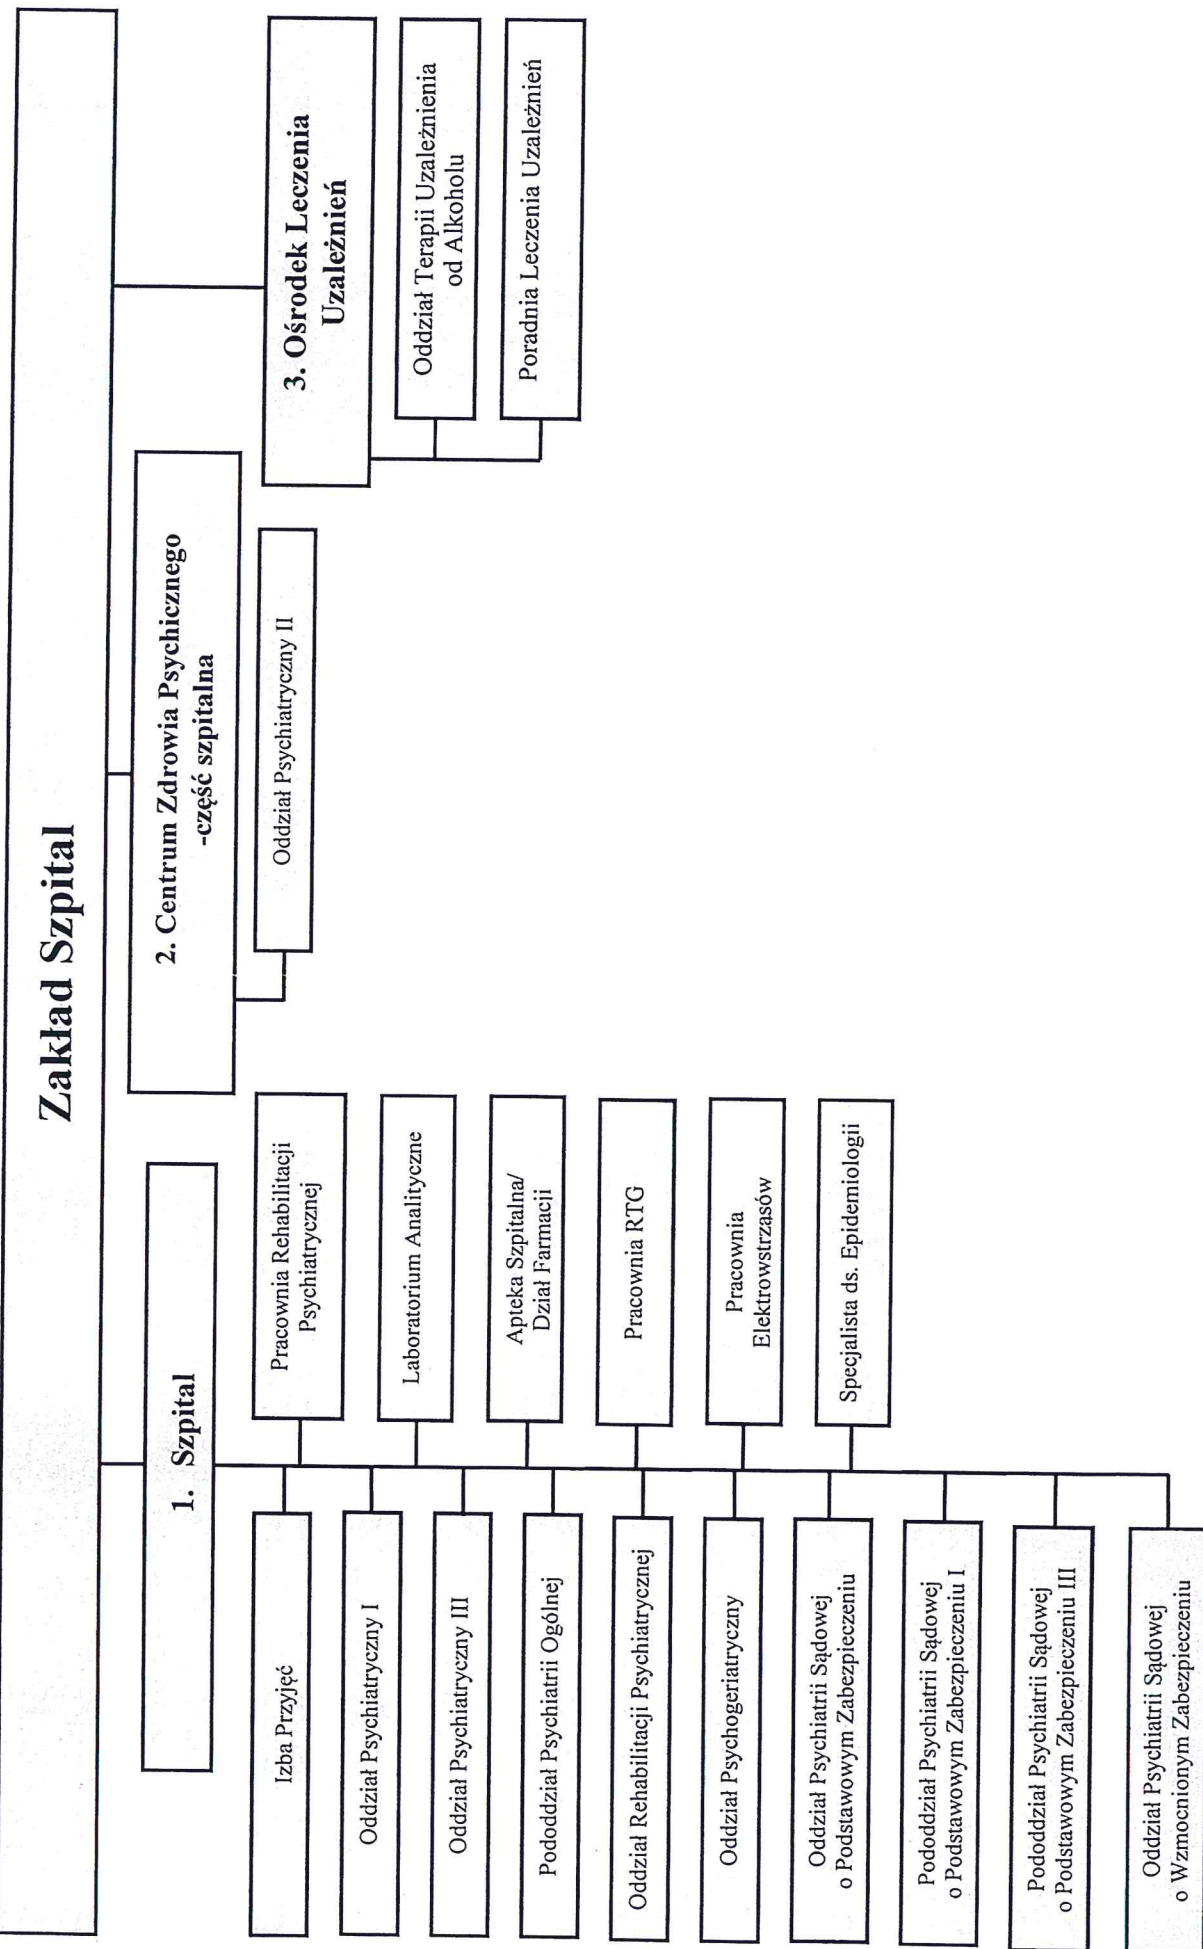 Zakład Szpital
1. Szpital
Izba Przyjęć
Oddział Psychiatryczny I
Oddział Psychiatryczny III
Pododdział Psychiatrii Ogólnej
Oddział Rehabilitacji Psychiatrycznej
Oddział Psychogeriatryczny
Oddział Psychiatrii Sądowej
o Podstawowym Zabezpieczeniu
Pododdział Psychiatrii Sądowej
o Podstawowym Zabezpieczeniu I
Pododdział Psychiatrii Sądowej
o Podstawowym Zabezpieczeniu III
Oddział Psychiatrii Sądowej
o Wzmocnionym Zabezpieczeniu
Pracownia Rehabilitacji
Psychiatrycznej
Laboratorium Analityczne
Apteka Szpitalna/
Dział Farmacji
Pracownia RTG
Pracownia
Elektrowstrzasów
Specjalista ds. Epidemiologii
2. Centrum Zdrowia Psychicznego
-część szpitalna
Oddział Psychiatryczny II
3. Ośrodek Leczenia
Uzależnień
Oddział Terapii Uzależnienia
od Alkoholu
Poradnia Leczenia Uzależnień